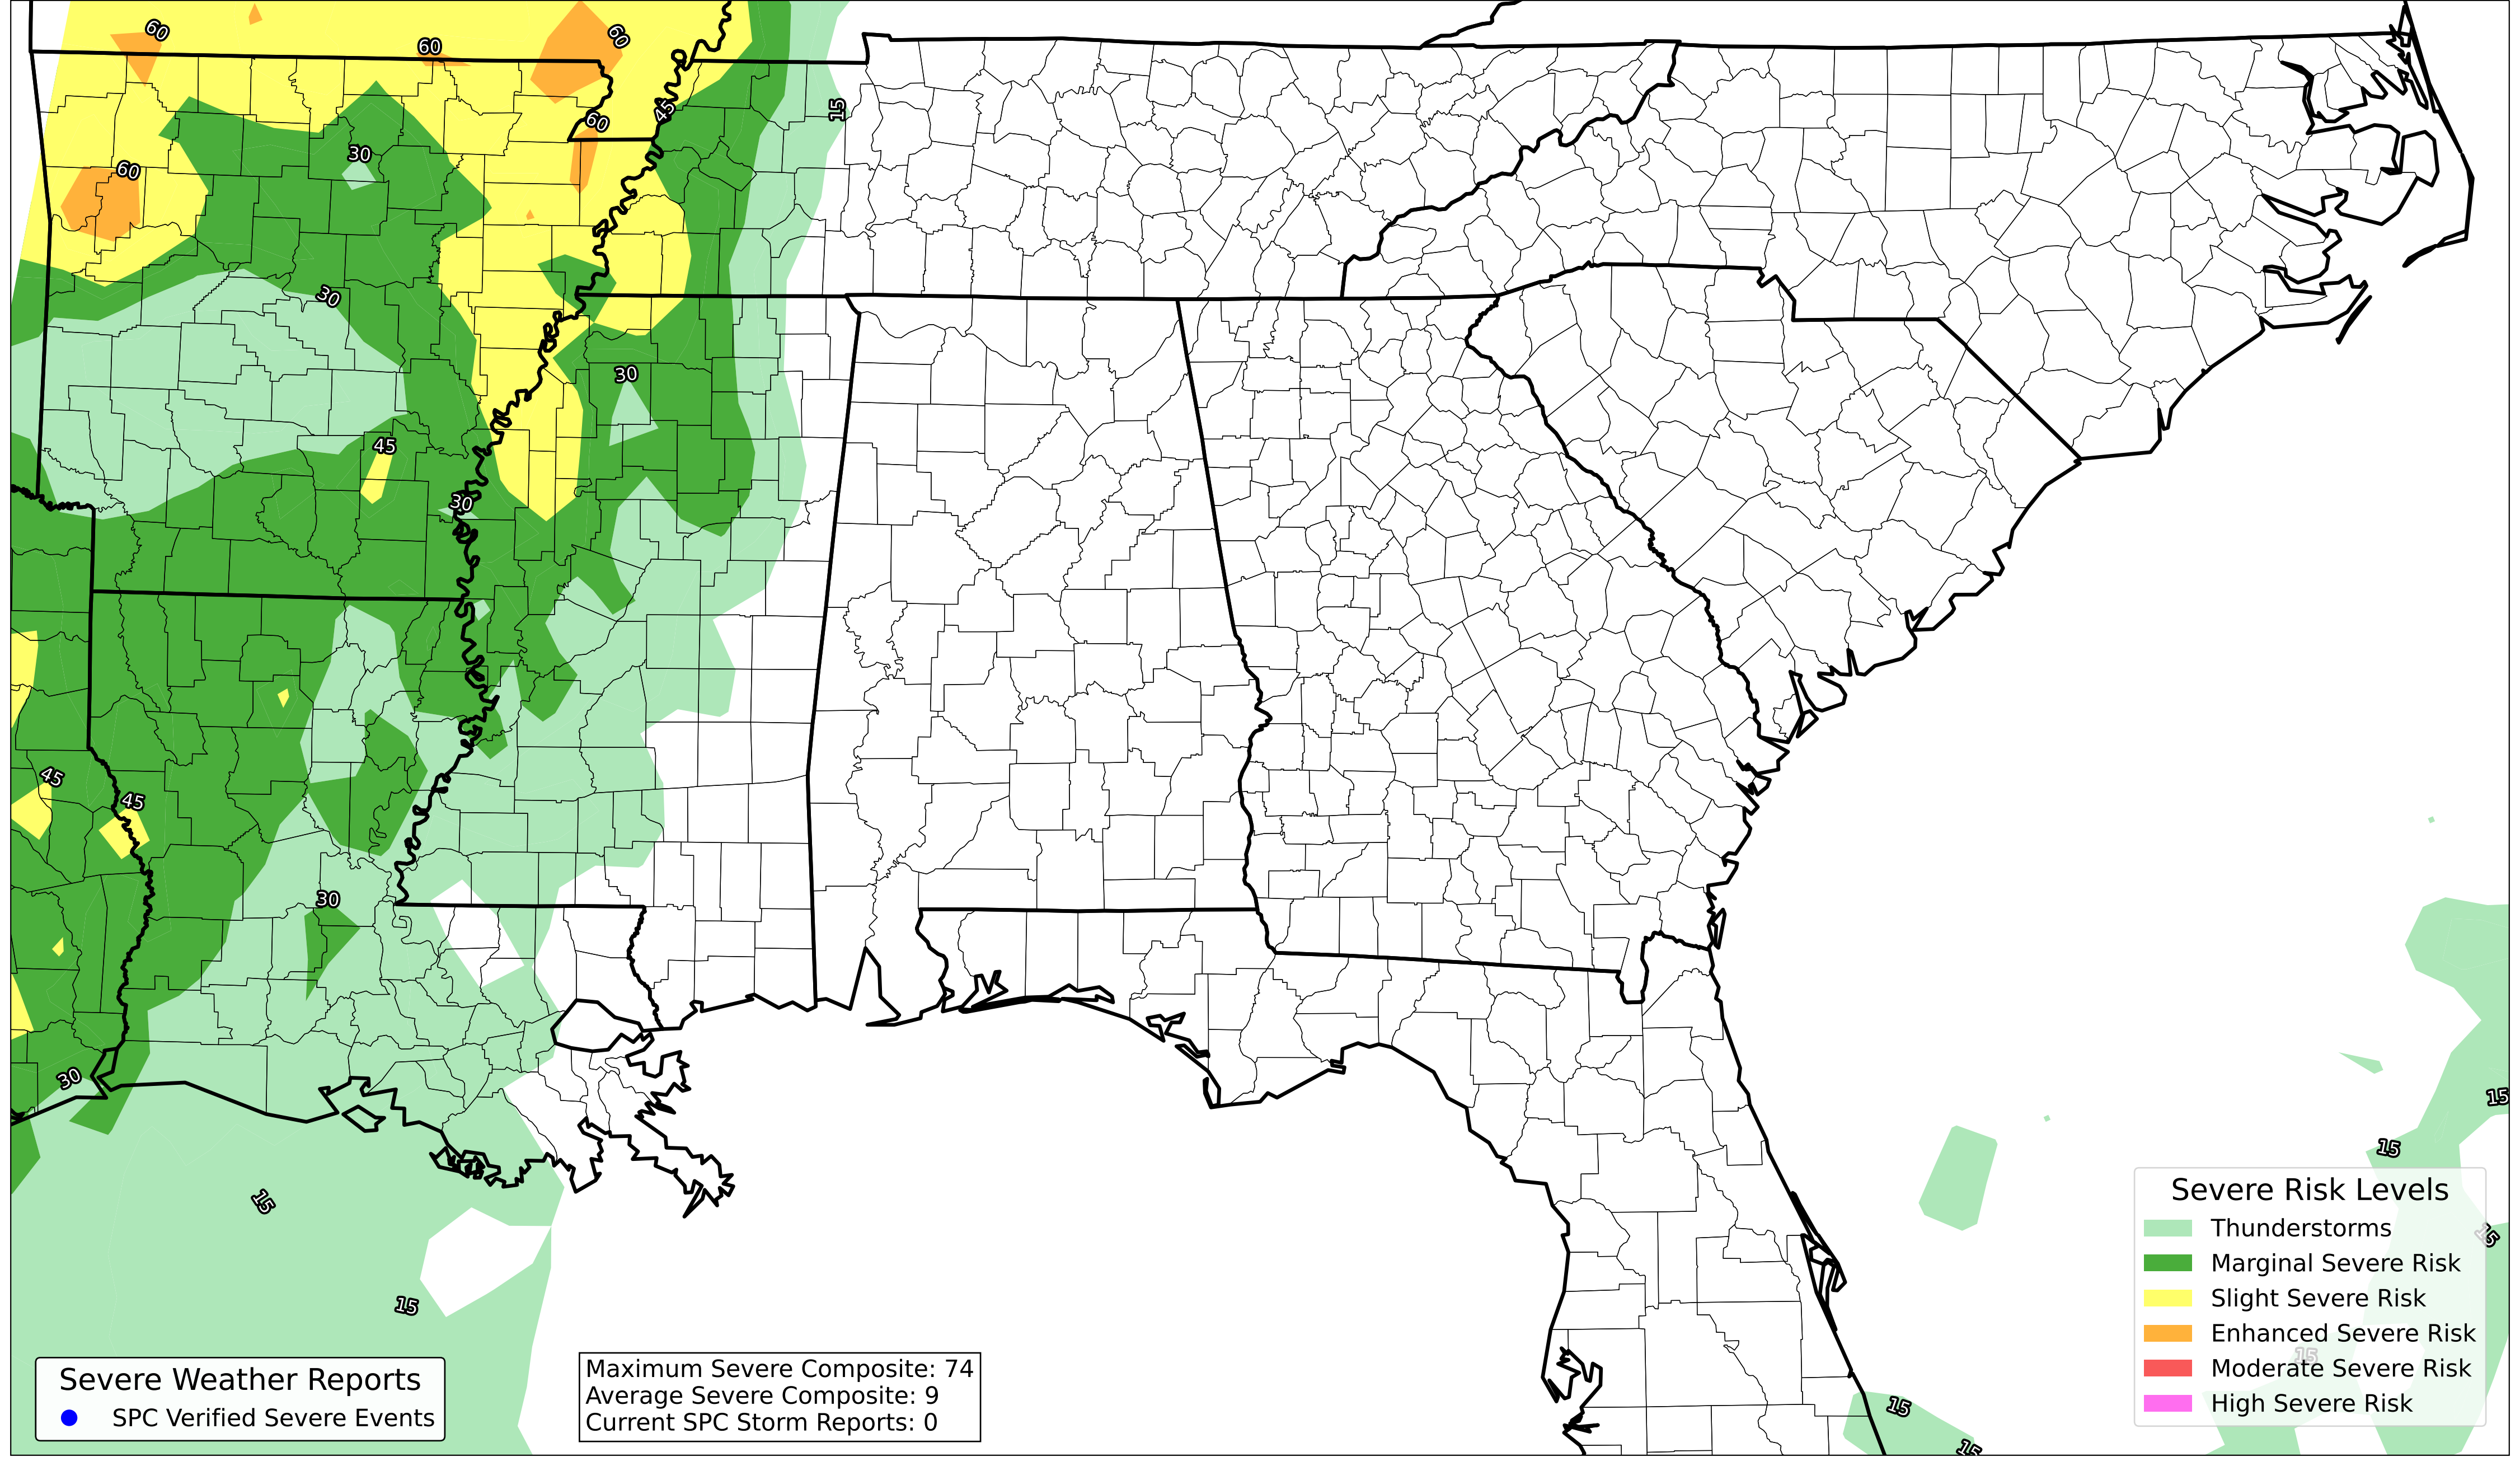 60
60
60
45
15
60
30
60
30
30
45
30
45
45
30
30
15
15
15
15
15
15
15
15
Severe Risk Levels
Thunderstorms
Marginal Severe Risk
Slight Severe Risk
Enhanced Severe Risk
Moderate Severe Risk
High Severe Risk
Severe Weather Reports
SPC Verified Severe Events
Maximum Severe Composite: 74
Average Severe Composite: 9
Current SPC Storm Reports: 0